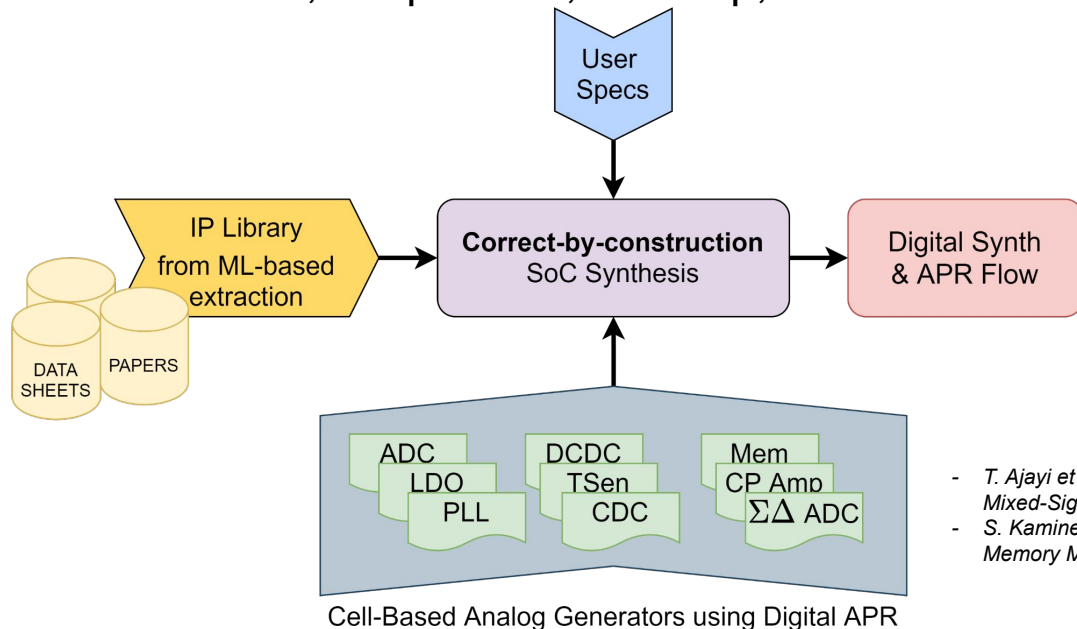 User
Specs
IP Library
from ML-based
extraction
DATA
SHEETS
PAPERS
Correct-by-construction
SoC Synthesis
Digital Synth
& APR Flow
ADC
LDO
PLL
DCDC
TSen
CDC
Mem
CP Amp
ΣΔ ADC
- T. Ajayi et
Mixed-Sig
- S. Kamine
Memory M
Cell-Based Analog Generators using Digital APR